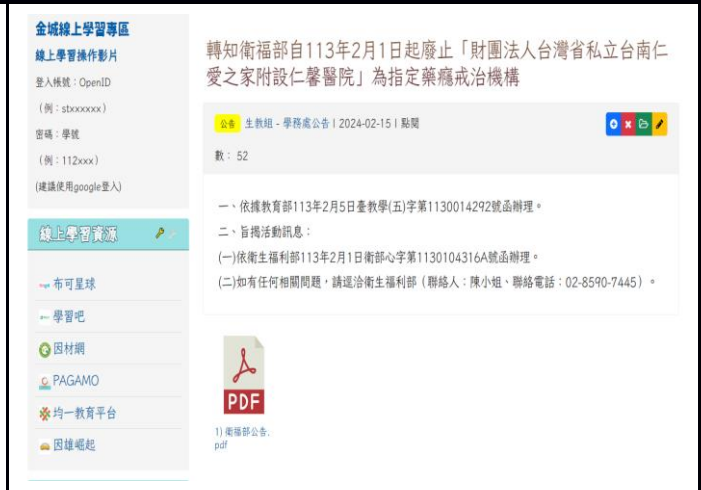 金城線上學習專區
線上學習操作影片
登入帳號：OpenID
（例：stxxxxxx）
密碼：學號
（例：112xxx）
(建議使用google登入)
線上學習資源
布可星球
學習吧
因材網
PAGAMO
均一教育平台
因雄崛起
轉知衛福部自113年2月1日起廢止「財團法人台灣省私立台南仁
愛之家附設仁馨醫院」為指定藥癮戒治機構
公告 生教組 - 學務處公告 | 2024-02-15 | 點閱
數： 52
一、依據教育部113年2月5日臺教學(五)字第1130014292號函辦理。
二、旨揭活動訊息：
(一)依衛生福利部113年2月1日衛部心字第1130104316A號函辦理。
(二)如有任何相關問題，請逕洽衛生福利部（聯絡人：陳小姐、聯絡電話：02-8590-7445）。
PDF
1) 衛福部公告.
pdf